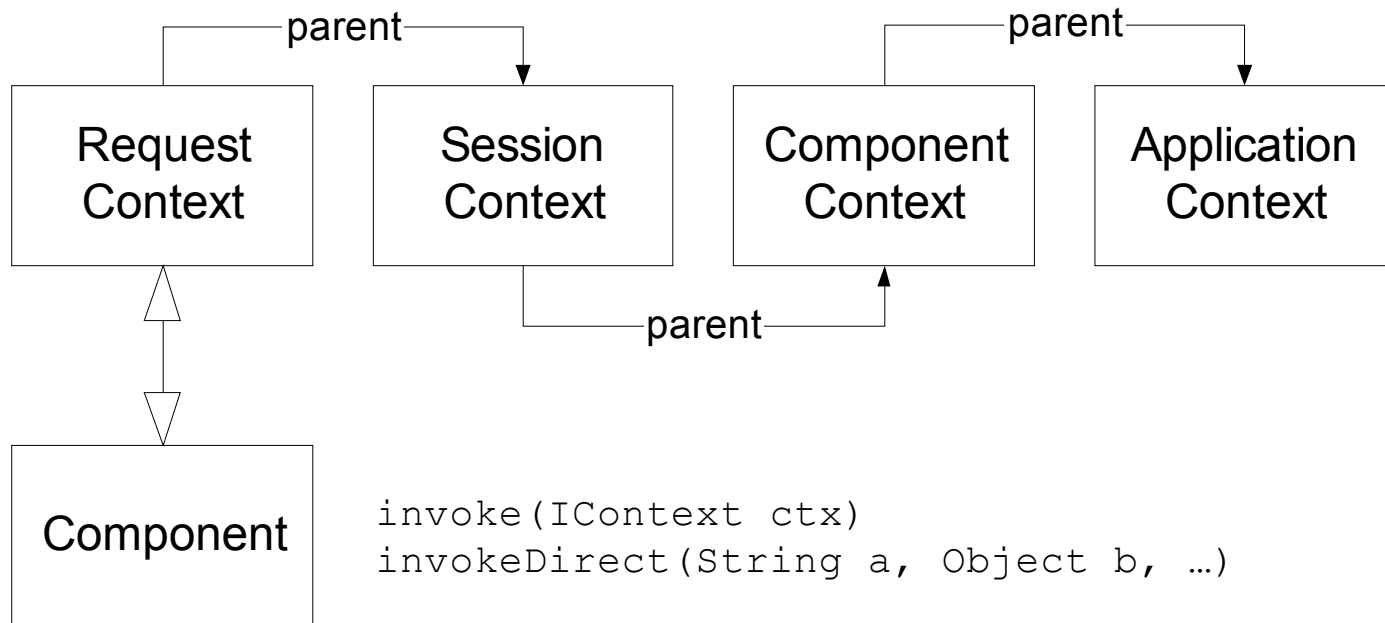 parent
parent
Request
Context
Session
Context
Component
Context
Application
Context
parent
Component
invoke(IContext ctx)
invokeDirect(String a, Object b, …)